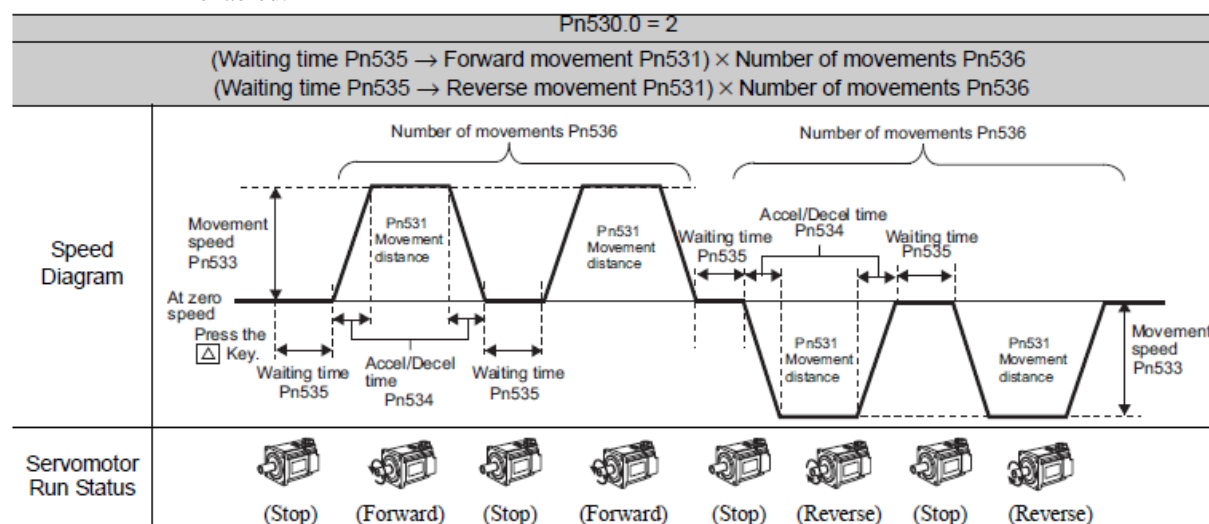 Pn530.0 = 2
(Waiting time Pn535 → Forward movement Pn531) × Number of movements Pn536
(Waiting time Pn535 → Reverse movement Pn531) × Number of movements Pn536
Speed
Diagram
Number of movements Pn536
Number of movements Pn536
Movement
speed
Pn533
Pn531
Movement
distance
Pn531
Movement
distance
Waiting time
Pn535
Accel/Decel time
Pn534
Waiting time
Pn535
At zero
speed
Press the
△ Key.
Waiting time
Pn535
Accel/Decel
time
Pn534
Waiting time
Pn535
Pn531
Movement
distance
Pn531
Movement
distance
Movement
speed
Pn533
Servomotor
Run Status
(Stop) (Forward) (Stop) (Forward) (Stop) (Reverse) (Stop) (Reverse)